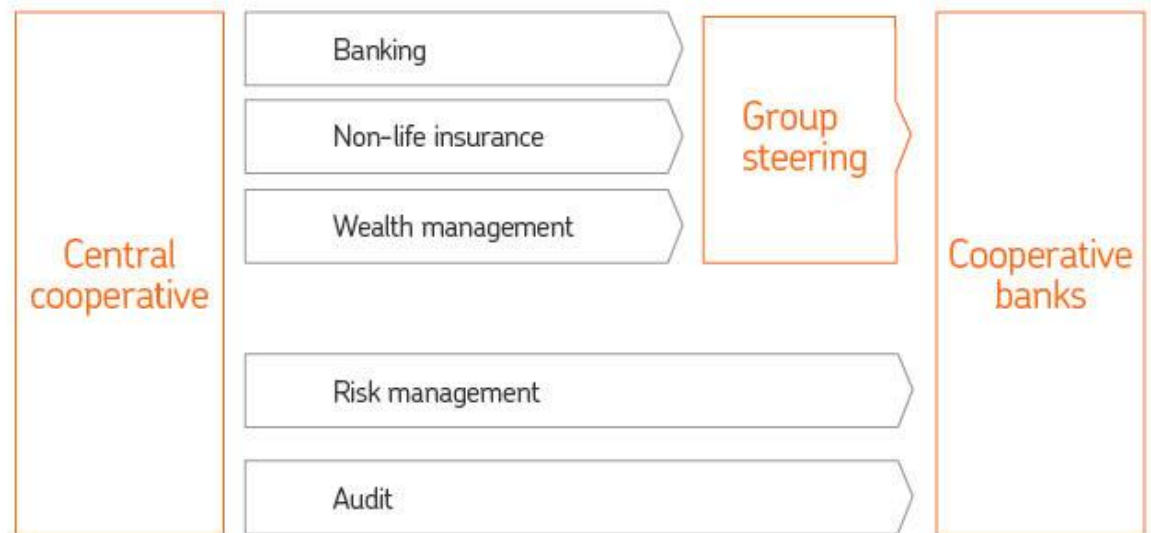 Central
cooperative
Banking
Non-life insurance
Wealth management
Group
steering
Risk management
Audit
Cooperative
banks